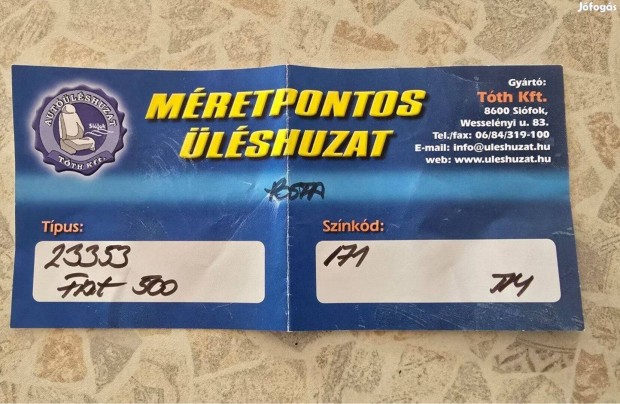 Jófogás
AUTÓÜLÉSHUZAT
Siófok
TÓTH KFT.
MÉRETPONTOS
ÜLÉSHUZAT
Gyártó:
Tóth Kft.
8600 Siófok,
Wesselényi u. 83.
Tel./fax: 06/84/319-100
E-mail: info@uleshuzat.hu
web: www.uleshuzat.hu
Típus:
23353
Fiat 500
Színkód:
171